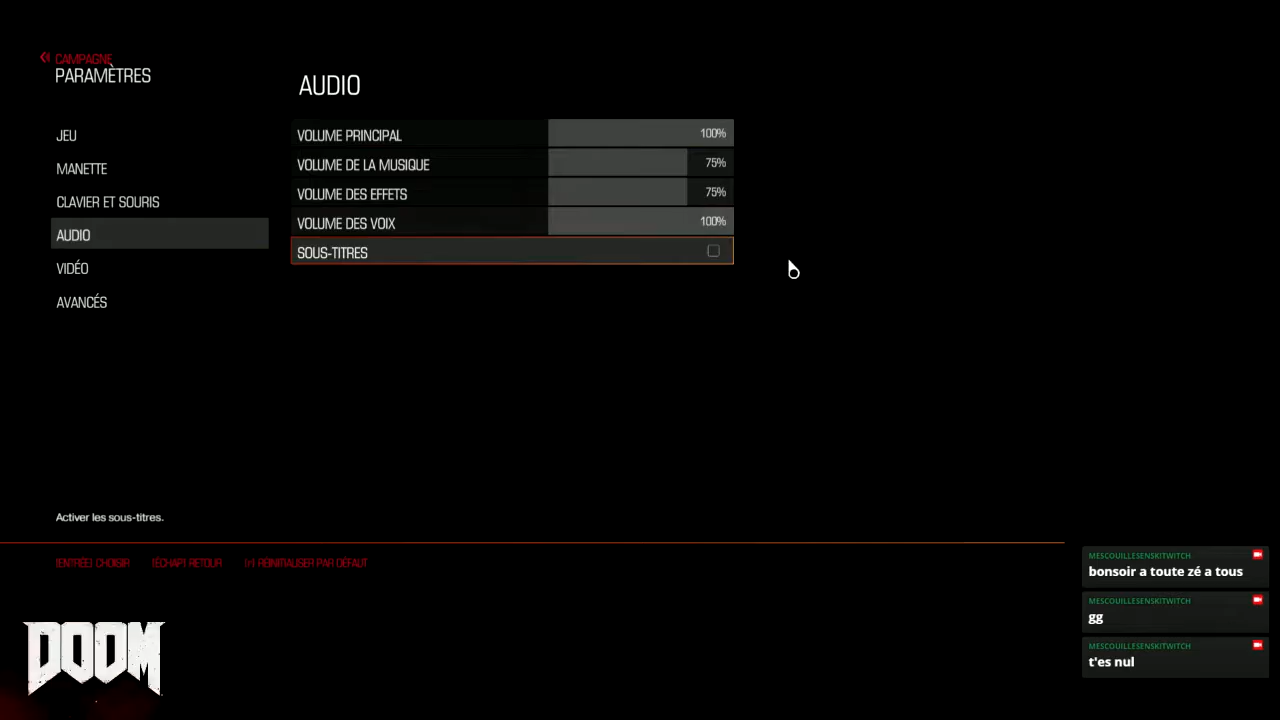 CAMPAGNE
PARAMÈTRES
JEU
MANETTE
CLAVIER ET SOURIS
AUDIO
VIDÉO
AVANCÉS
AUDIO
VOLUME PRINCIPAL 100%
VOLUME DE LA MUSIQUE 75%
VOLUME DES EFFETS 75%
VOLUME DES VOIX 100%
SOUS-TITRES
Activer les sous-titres.
[ENTRÉE] CHOISIR [ÉCHAP] RETOUR [r] RÉINITIALISER PAR DÉFAUT
DOOM
MESCOUILLESENSKITWITCH
bonsoir a toute zé a tous
MESCOUILLESENSKITWITCH
gg
MESCOUILLESENSKITWITCH
t'es nul